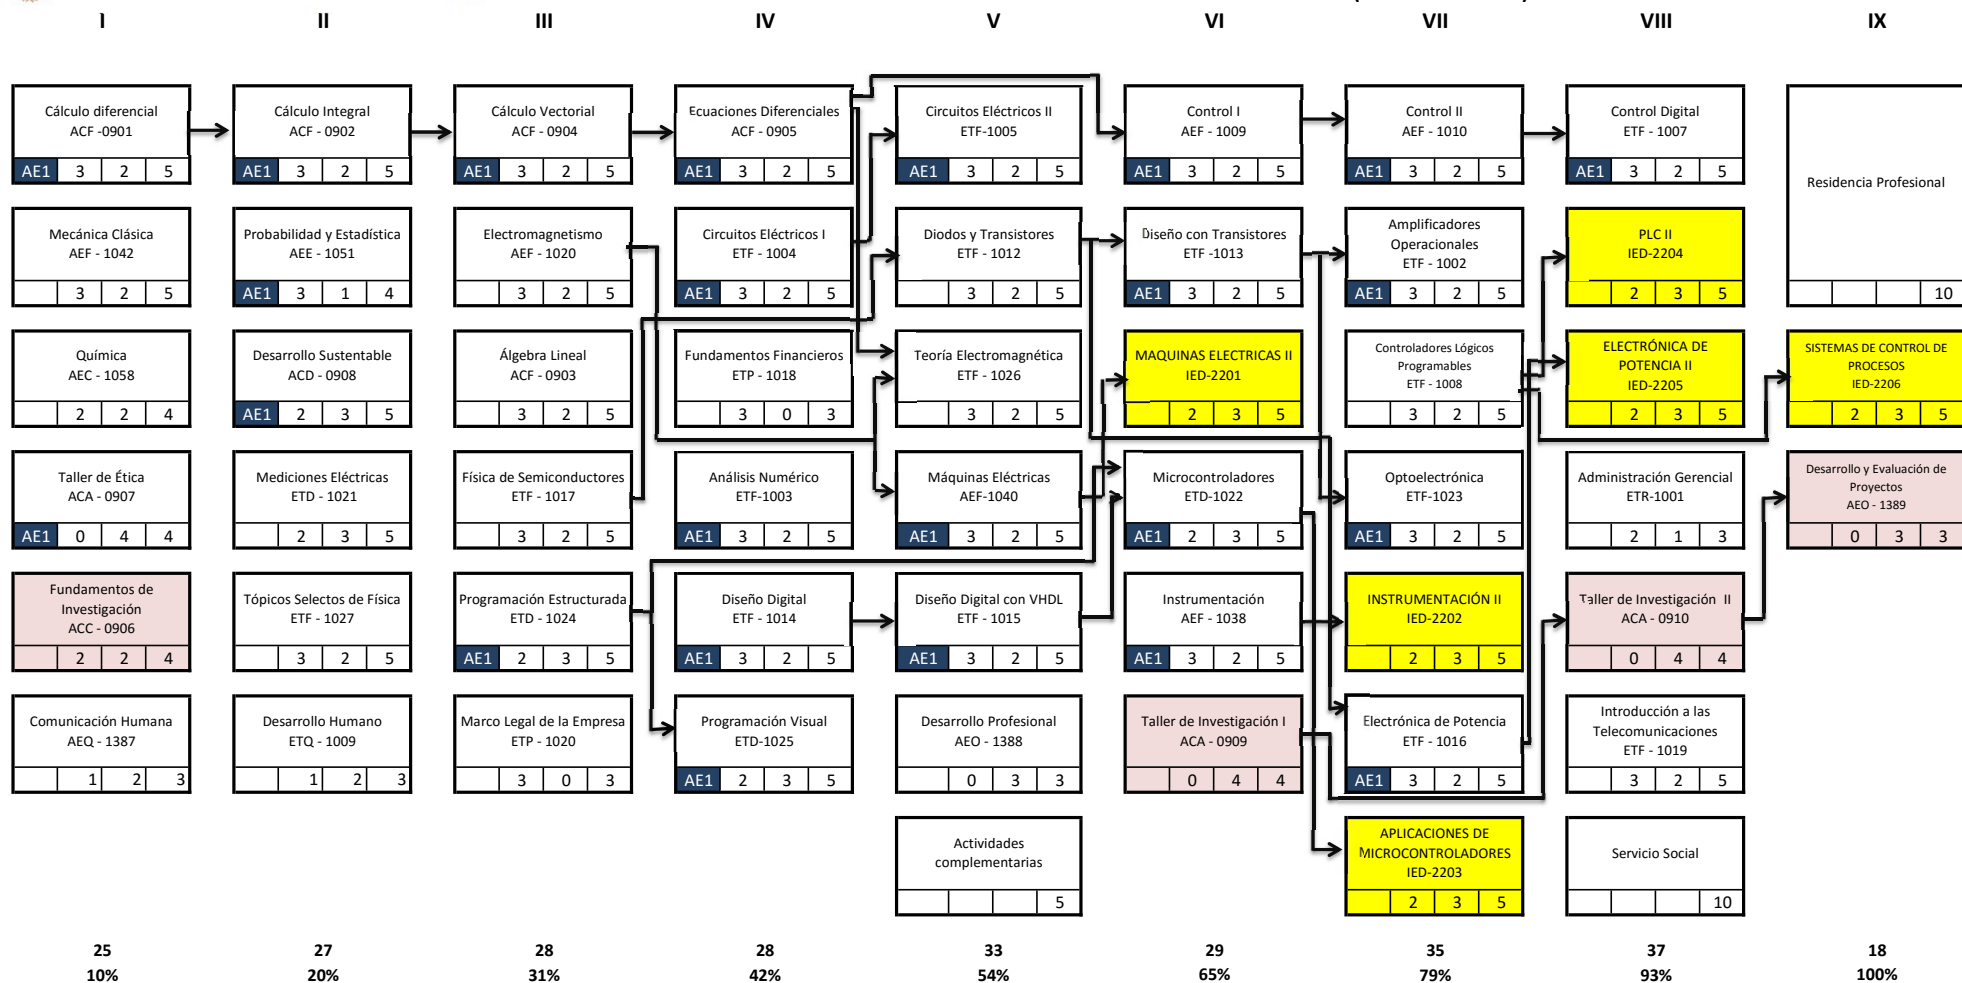 I
II
III
IV
V
VI
VII
VIII
IX
Cálculo diferencial
ACF -0901
AE1 3 2 5
Mecánica Clásica
AEF - 1042
3 2 5
Química
AEC - 1058
2 2 4
Taller de Ética
ACA - 0907
AE1 0 4 4
Fundamentos de
Investigación
ACC - 0906
2 2 4
Comunicación Humana
AEQ - 1387
1 2 3
25
10%
Cálculo Integral
ACF - 0902
AE1 3 2 5
Probabilidad y Estadística
AEE - 1051
AE1 3 1 4
Desarrollo Sustentable
ACD - 0908
AE1 2 3 5
Mediciones Eléctricas
ETD - 1021
2 3 5
Tópicos Selectos de Física
ETF - 1027
3 2 5
Desarrollo Humano
ETQ - 1009
1 2 3
27
20%
Cálculo Vectorial
ACF - 0904
AE1 3 2 5
Electromagnetismo
AEF - 1020
3 2 5
Álgebra Lineal
ACF - 0903
3 2 5
Física de Semiconductores
ETF - 1017
3 2 5
Programación Estructurada
ETD - 1024
AE1 2 3 5
Marco Legal de la Empresa
ETP - 1020
3 0 3
28
31%
Ecuaciones Diferenciales
ACF - 0905
AE1 3 2 5
Circuitos Eléctricos I
ETF - 1004
AE1 3 2 5
Fundamentos Financieros
ETP - 1018
3 0 3
Análisis Numérico
ETF-1003
AE1 3 2 5
Diseño Digital
ETF - 1014
AE1 3 2 5
Programación Visual
ETD-1025
AE1 2 3 5
28
42%
Circuitos Eléctricos II
ETF-1005
AE1 3 2 5
Diodos y Transistores
ETF - 1012
3 2 5
Teoría Electromagnética
ETF - 1026
3 2 5
Máquinas Eléctricas
AEF-1040
AE1 3 2 5
Diseño Digital con VHDL
ETF - 1015
AE1 3 2 5
Desarrollo Profesional
AEO - 1388
0 3 3
Actividades
complementarias
5
33
54%
Control I
AEF - 1009
AE1 3 2 5
Diseño con Transistores
ETF -1013
AE1 3 2 5
MAQUINAS ELECTRICAS II
IED-2201
2 3 5
Microcontroladores
ETD-1022
AE1 2 3 5
Instrumentación
AEF - 1038
AE1 3 2 5
Taller de Investigación I
ACA - 0909
0 4 4
29
65%
Control II
AEF - 1010
AE1 3 2 5
Amplificadores
Operacionales
ETF - 1002
AE1 3 2 5
Controladores Lógicos
Programables
ETF - 1008
3 2 5
Optoelectrónica
ETF-1023
AE1 3 2 5
INSTRUMENTACIÓN II
IED-2202
2 3 5
Electrónica de Potencia
ETF - 1016
AE1 3 2 5
APLICACIONES DE
MICROCONTROLADORES
IED-2203
2 3 5
35
79%
Control Digital
ETF - 1007
AE1 3 2 5
PLC II
IED-2204
2 3 5
ELECTRÓNICA DE
POTENCIA II
IED-2205
2 3 5
Administración Gerencial
ETR-1001
2 1 3
Taller de Investigación II
ACA - 0910
0 4 4
Introducción a las
Telecomunicaciones
ETF - 1019
3 2 5
Servicio Social
10
37
93%
Residencia Profesional
10
SISTEMAS DE CONTROL DE
PROCESOS
IED-2206
2 3 5
Desarrollo y Evaluación de
Proyectos
AEO - 1389
0 3 3
18
100%